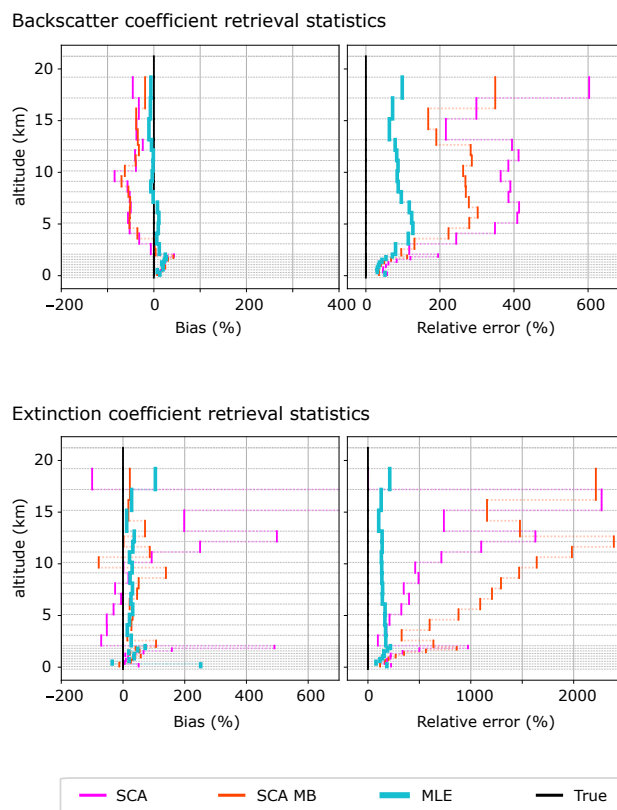 Backscatter coefficient retrieval statistics
altitude (km)
20
15
10
5
0
−200
0
200
400
Bias (%)
0
200
400
600
Relative error (%)
Extinction coefficient retrieval statistics
altitude (km)
20
15
10
5
0
−200
0
200
400
600
Bias (%)
0
1000
2000
Relative error (%)
SCA
SCA MB
MLE
True